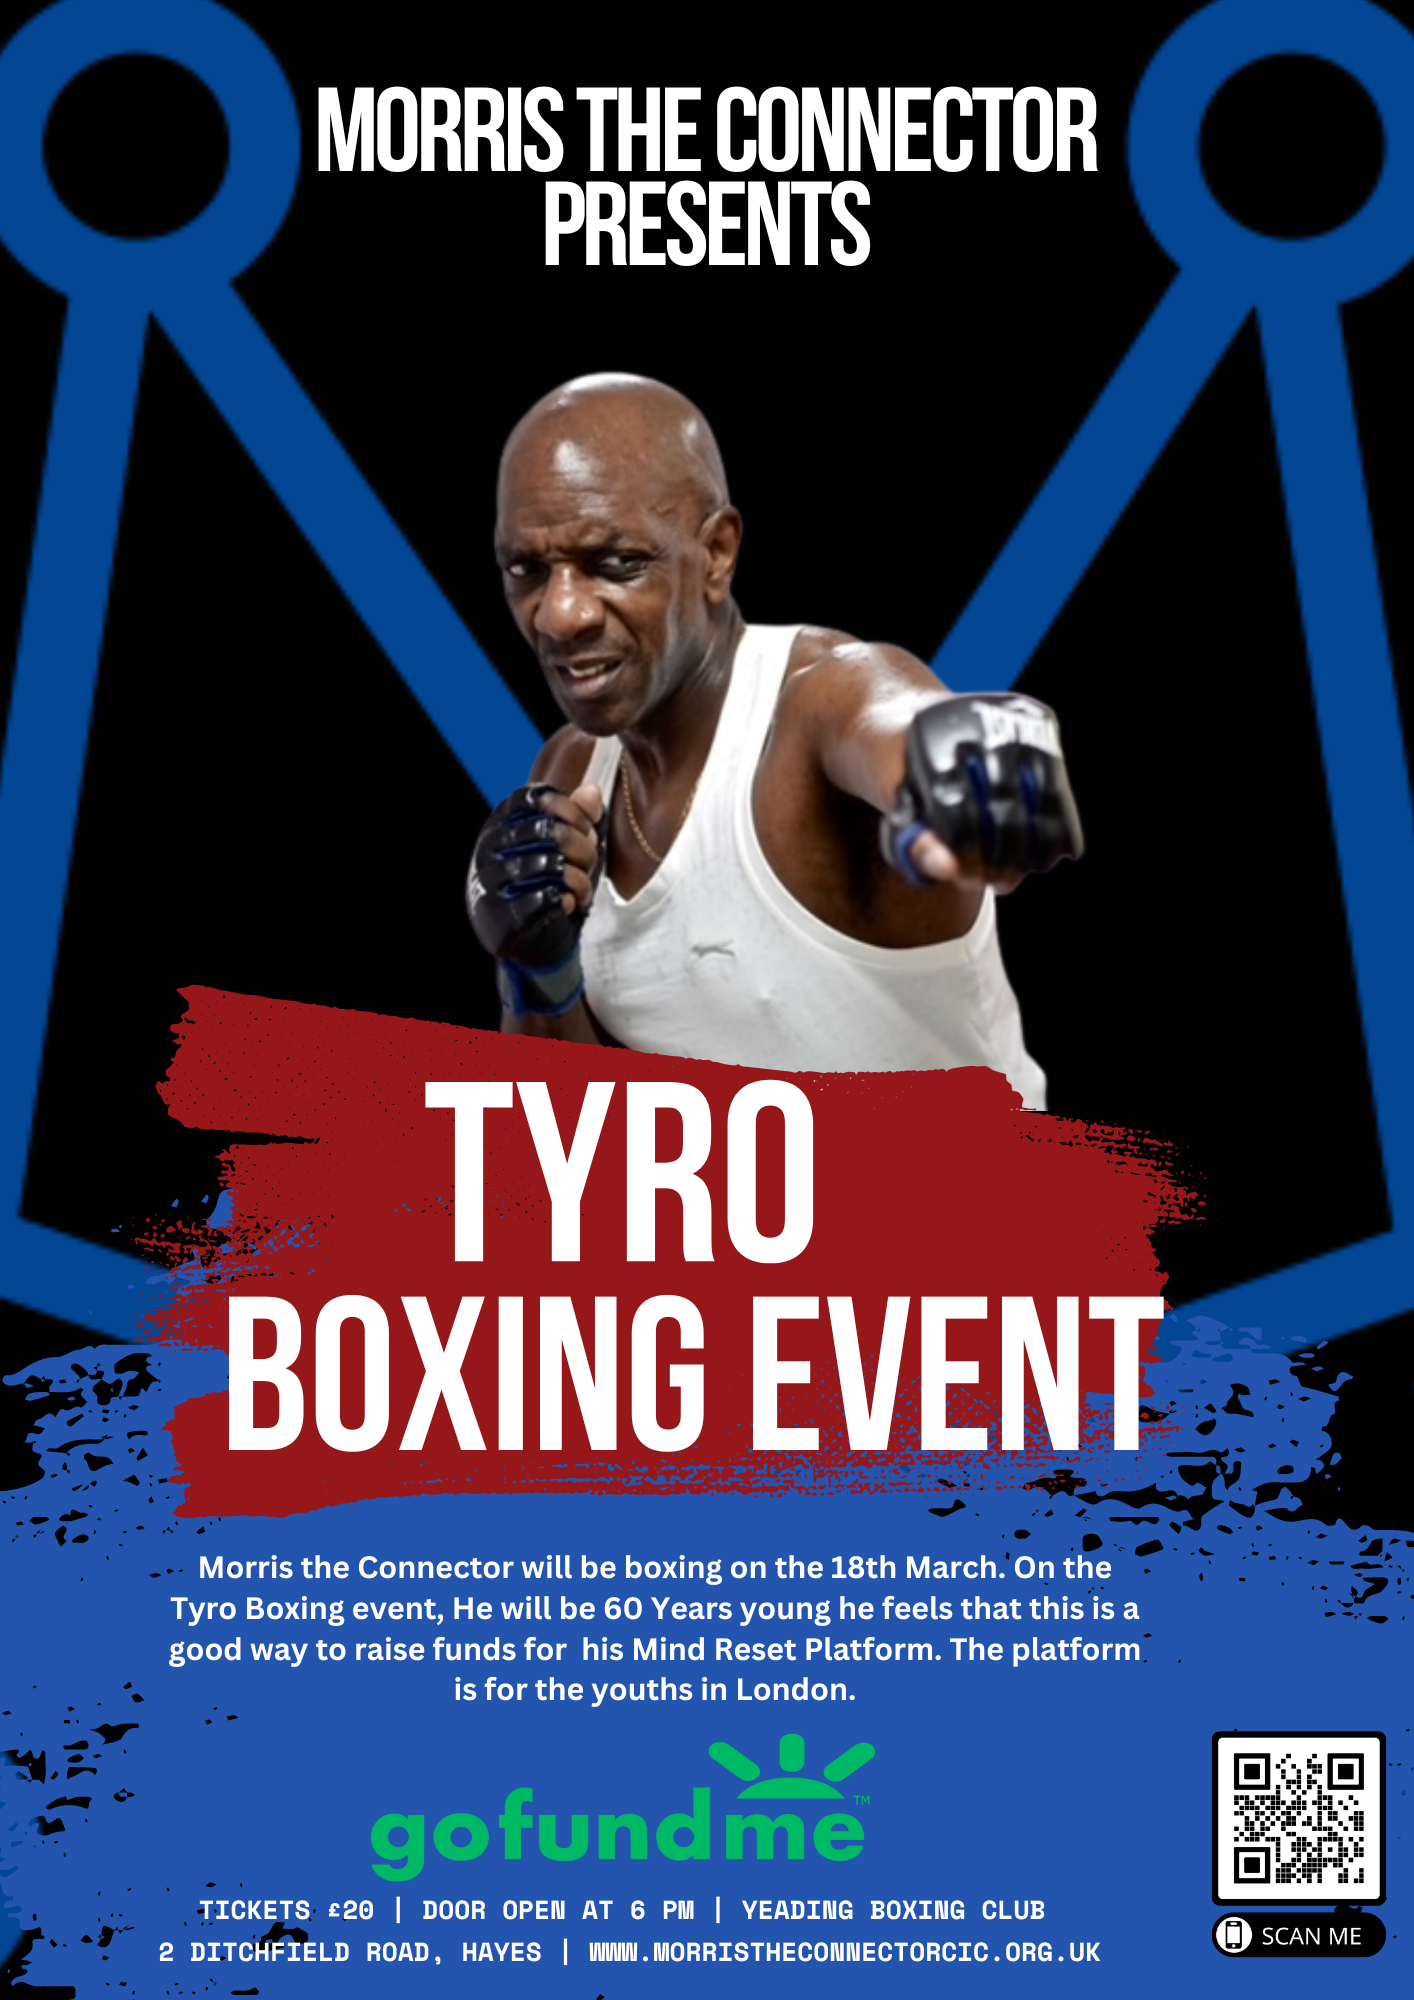 MORRIS THE CONNECTOR
PRESENTS
TYRO
BOXING EVENT
Morris the Connector will be boxing on the 18th March. On the
Tyro Boxing event, He will be 60 Years young he feels that this is a
good way to raise funds for  his Mind Reset Platform. The platform
is for the youths in London.
gofundme™
TICKETS £20 | DOOR OPEN AT 6 PM | YEADING BOXING CLUB
2 DITCHFIELD ROAD, HAYES | WWW.MORRISTHECONNECTORCIC.ORG.UK
SCAN ME